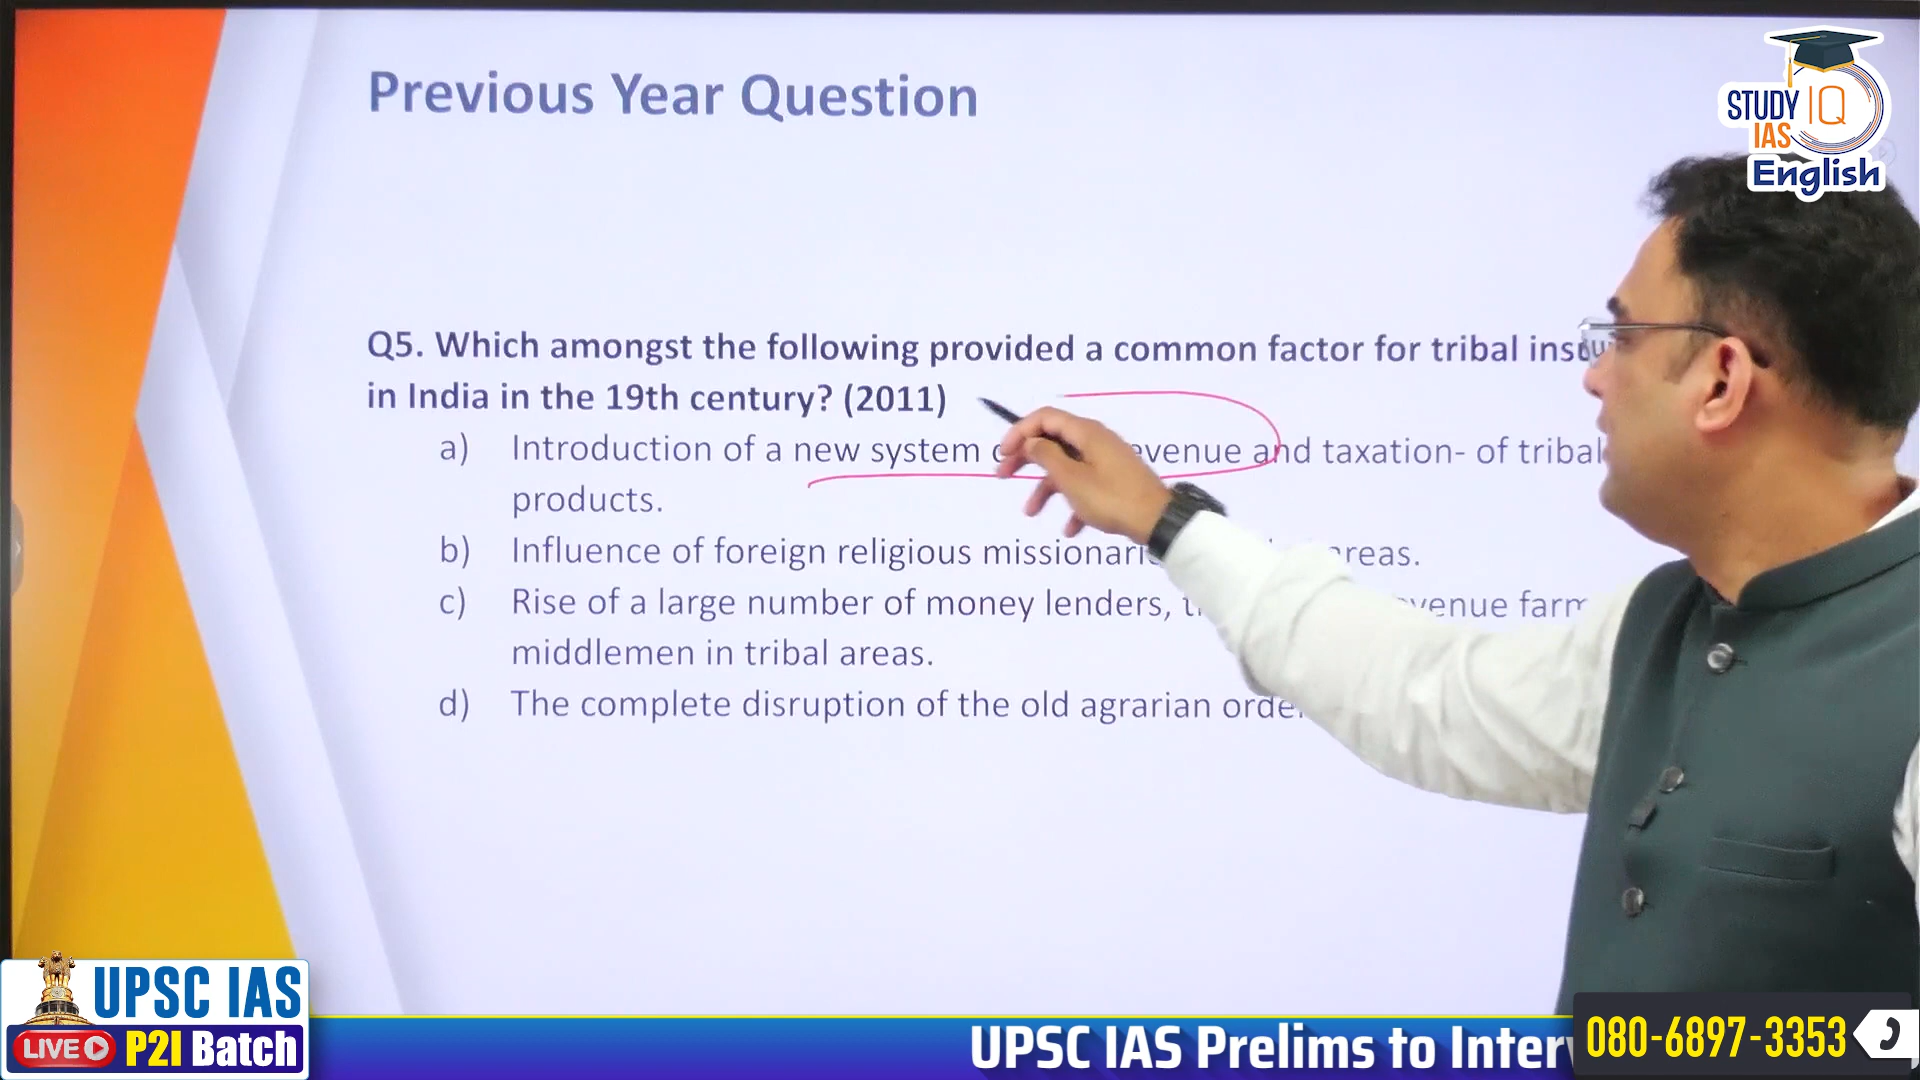 Previous Year Question
STUDY IQ
IAS
English
Q5. Which amongst the following provided a common factor for tribal
in India in the 19th century? (2011)
a) Introduction of a new system and taxation- of tribal
products.
b) Influence of foreign religious areas.
c) Rise of a large number of money lenders,
middlemen in tribal areas.
d) The complete disruption of the old agrarian
UPSC IAS
LIVE P2I Batch
UPSC IAS Prelims to
080-6897-3353